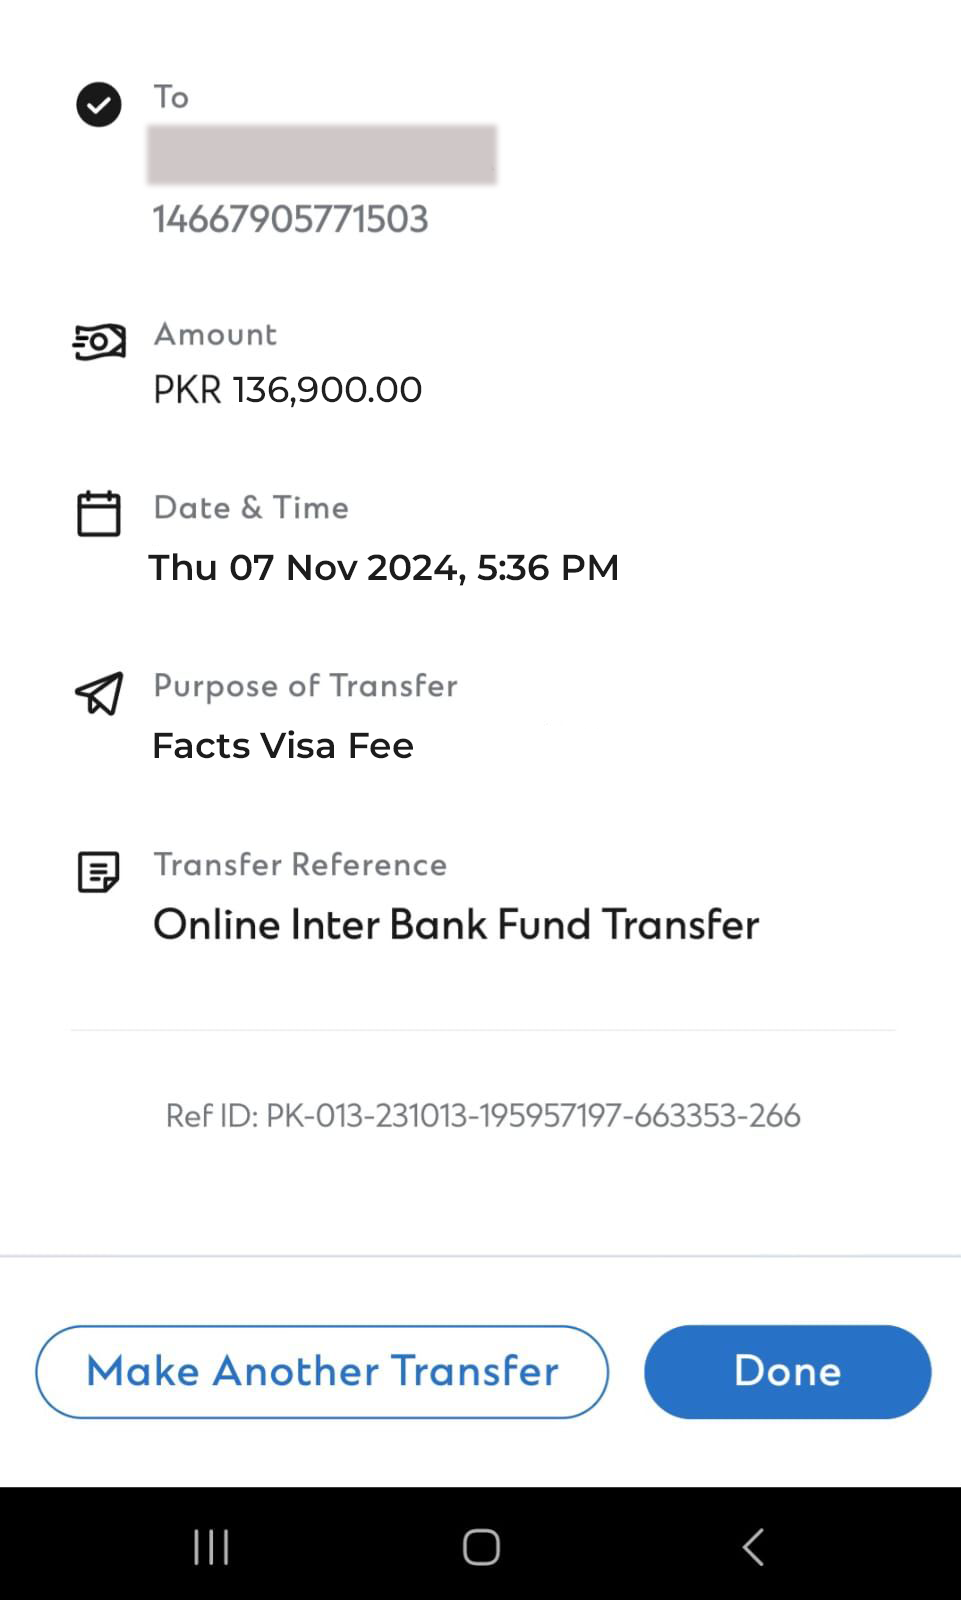 To
14667905771503
Amount
PKR 136,900.00
Date & Time
Thu 07 Nov 2024, 5:36 PM
Purpose of Transfer
Facts Visa Fee
Transfer Reference
Online Inter Bank Fund Transfer
Ref ID: PK-013-231013-195957197-663353-266
Make Another Transfer
Done